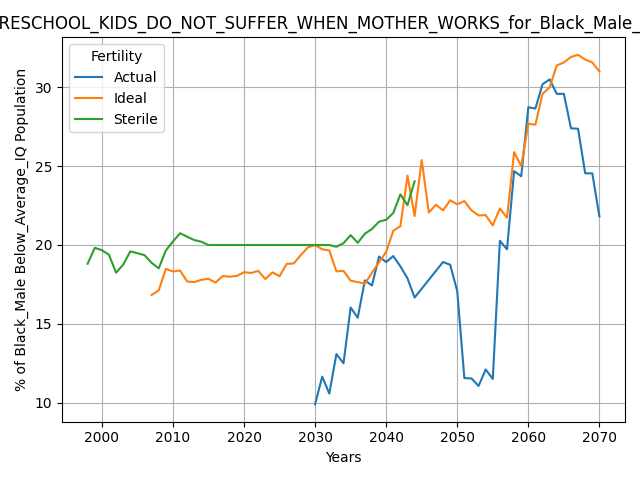 RESCHOOL_KIDS_DO_NOT_SUFFER_WHEN_MOTHER_WORKS_for_Black_Male_
Fertility
Actual
Ideal
Sterile
% of Black_Male Below_Average_IQ Population
30
25
20
15
10
2000 2010 2020 2030 2040 2050 2060 2070
Years